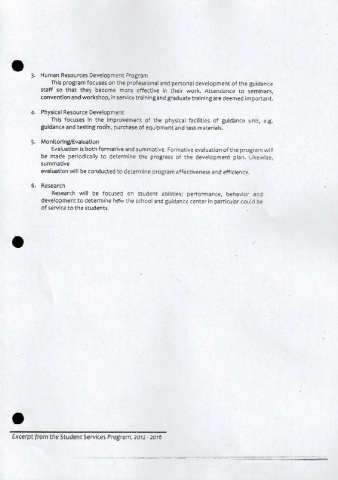 3. Human Resources Development Program
This program focuses on the professional and personal development of the guidance
staff so that they become more effective in their work. Attendance to seminars,
convention and workshop, in service training and graduate training are deemed important.
4. Physical Resource Development
This focuses in the improvement of the physical facilities of guidance unit, e.g.
guidance and testing room, purchase of equipment and test materials.
5. Monitoring/Evaluation
Evaluation is both formative and summative. Formative evaluation of the program will
be made periodically to determine the progress of the development plan. Likewise,
summative
evaluation will be conducted to determine program effectiveness and efficiency.
6. Research
Research will be focused on student abilities; performance, behavior and
development to determine how the school and guidance center in particular could be
of service to the students.
Excerpt from the Student Services Program, 2012 - 2016